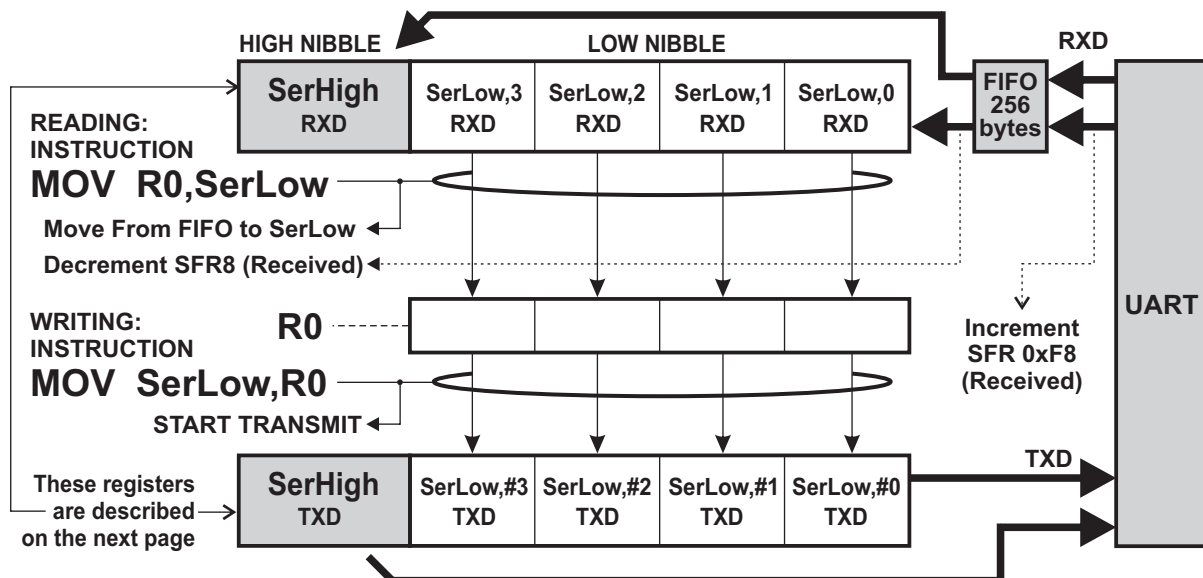 HIGH NIBBLE
LOW NIBBLE
RXD
SerHigh
RXD
SerLow,3
RXD
SerLow,2
RXD
SerLow,1
RXD
SerLow,0
RXD
FIFO
256
bytes
UART
READING:
INSTRUCTION
MOV R0,SerLow
Move From FIFO to SerLow
Decrement SFR8 (Received)
R0
Increment
SFR 0xF8
(Received)
WRITING:
INSTRUCTION
MOV SerLow,R0
START TRANSMIT
TXD
These registers
are described
on the next page
SerHigh
TXD
SerLow,#3
TXD
SerLow,#2
TXD
SerLow,#1
TXD
SerLow,#0
TXD